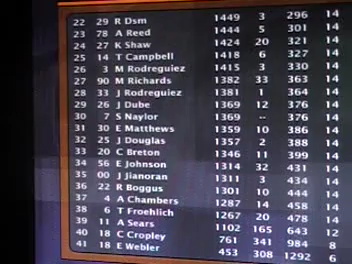 22 29 R Dsm 1449 3 296 14
23 78 A Reed 1444 5 301 14
24 27 K Shaw 1424 20 321 14
25 14 T Campbell 1418 6 327 14
26 3 M Rodreguiez 1415 3 330 14
27 90 M Richards 1382 33 363 14
28 33 J Rodreguiez 1381 1 364 14
29 26 J Dube 1369 12 376 14
30 7 S Naylor 1369 -- 376 14
31 30 E Matthews 1359 10 386 14
32 25 J Douglas 1357 2 388 14
33 20 C Breton 1346 11 399 14
34 56 E Johnson 1314 32 431 14
35 00 J Jianoran 1311 3 434 14
36 22 R Boggus 1301 10 444 14
37 4 A Chambers 1287 14 458 14
38 6 T Froehlich 1267 20 478 14
39 11 A Sears 1102 165 643 12
40 18 C Cropley 761 341 984 8
41 18 E Webler 453 308 1292 6